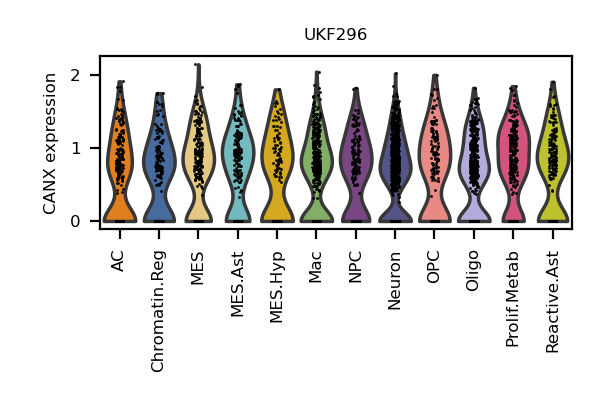 UKF296
CANX expression
2
1
0
AC
Chromatin.Reg
MES
MES.Ast
MES.Hyp
Mac
NPC
Neuron
OPC
Oligo
Prolif.Metab
Reactive.Ast